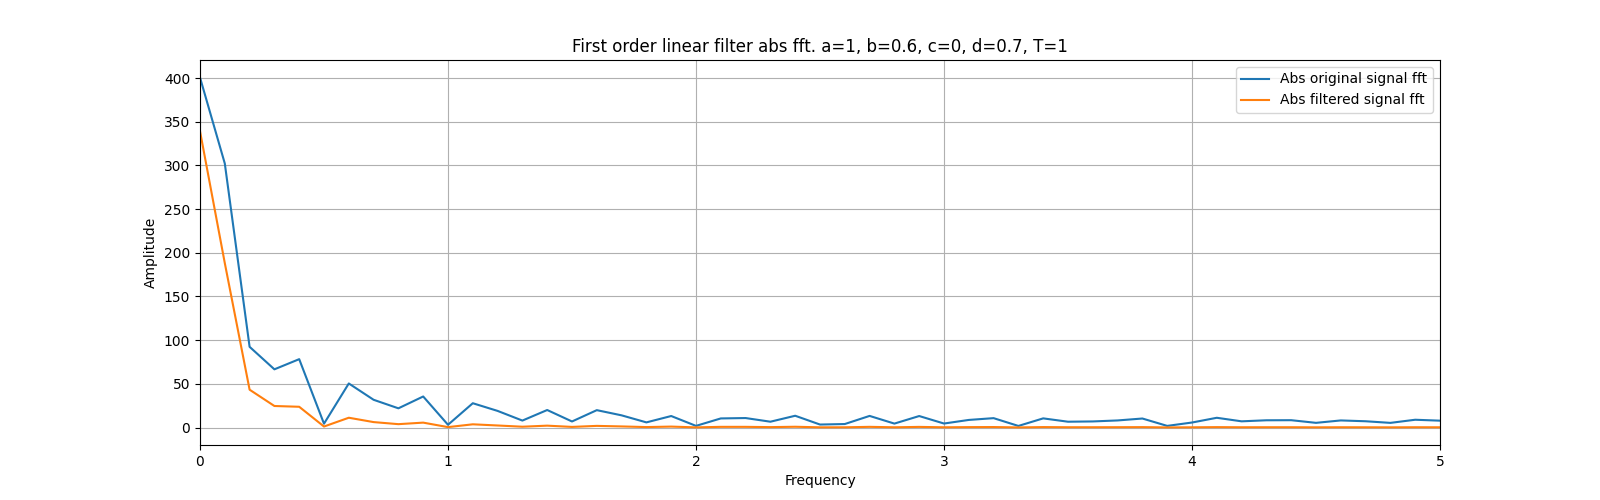 First order linear filter abs fft. a=1, b=0.6, c=0, d=0.7, T=1
Abs original signal fft
Abs filtered signal fft
Amplitude
400
350
300
250
200
150
100
50
0
0 1 2 3 4 5
Frequency